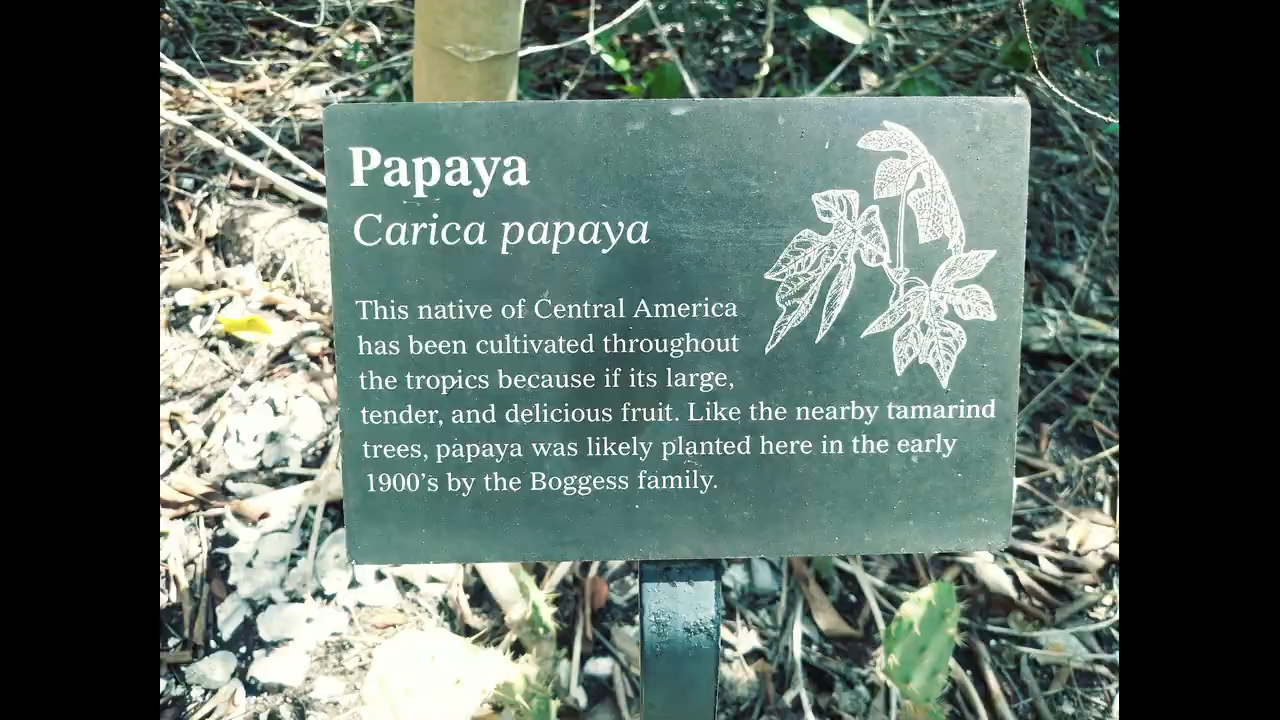 Papaya
Carica papaya
This native of Central America
has been cultivated throughout
the tropics because if its large,
tender, and delicious fruit. Like the nearby tamarind
trees, papaya was likely planted here in the early
1900's by the Boggess family.